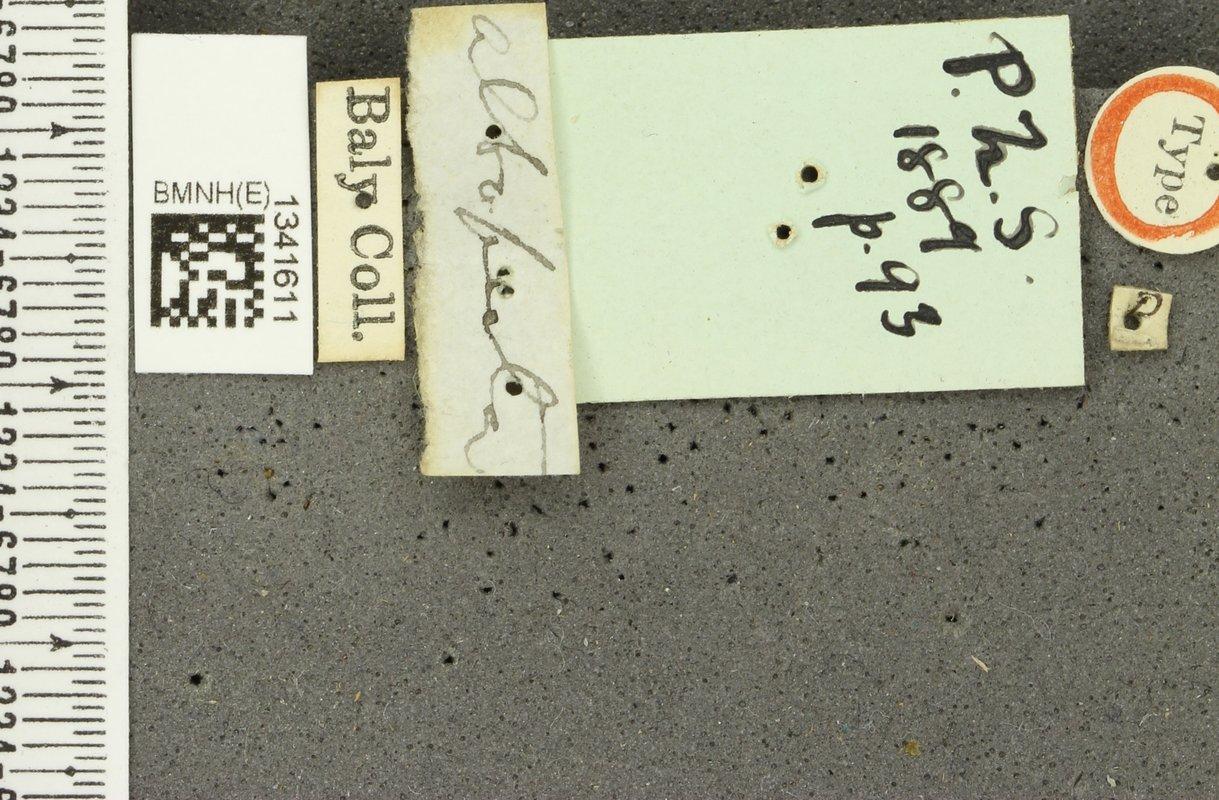 BMNH(E)
1341611
Baly Coll.
P. Z. S.
1889
p. 93
Type